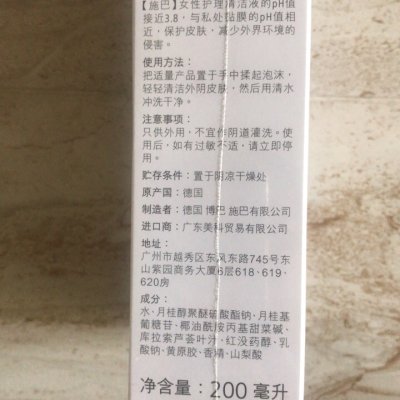 【施巴】女性护理清洁液的pH值
接近3.8，与私处黏膜的pH值相
近，保护皮肤，减少外界环境的
侵害。
使用方法：
把适量产品置于手中揉起泡沫，
轻轻清洁外阴皮肤，然后用清水
冲洗干净。
注意事项：
只供外用，不宜作阴道灌洗。使
用后，如有过敏不适，请立即停
用。
贮存条件：置于阴凉干燥处
原产国：德国
制造者：德国 博巴 施巴有限公司
进口商：广东美科贸易有限公司
地址：
广州市越秀区东风东路745号东
山紫园商务大厦6层618、619、
620房
成分：
水、月桂醇聚醚硫酸酯钠、月桂基
葡糖苷、椰油酰胺丙基甜菜碱、
库拉索芦荟叶汁、红没药醇、乳
酸钠、黄原胶、香精、山梨酸
净含量：200 毫升